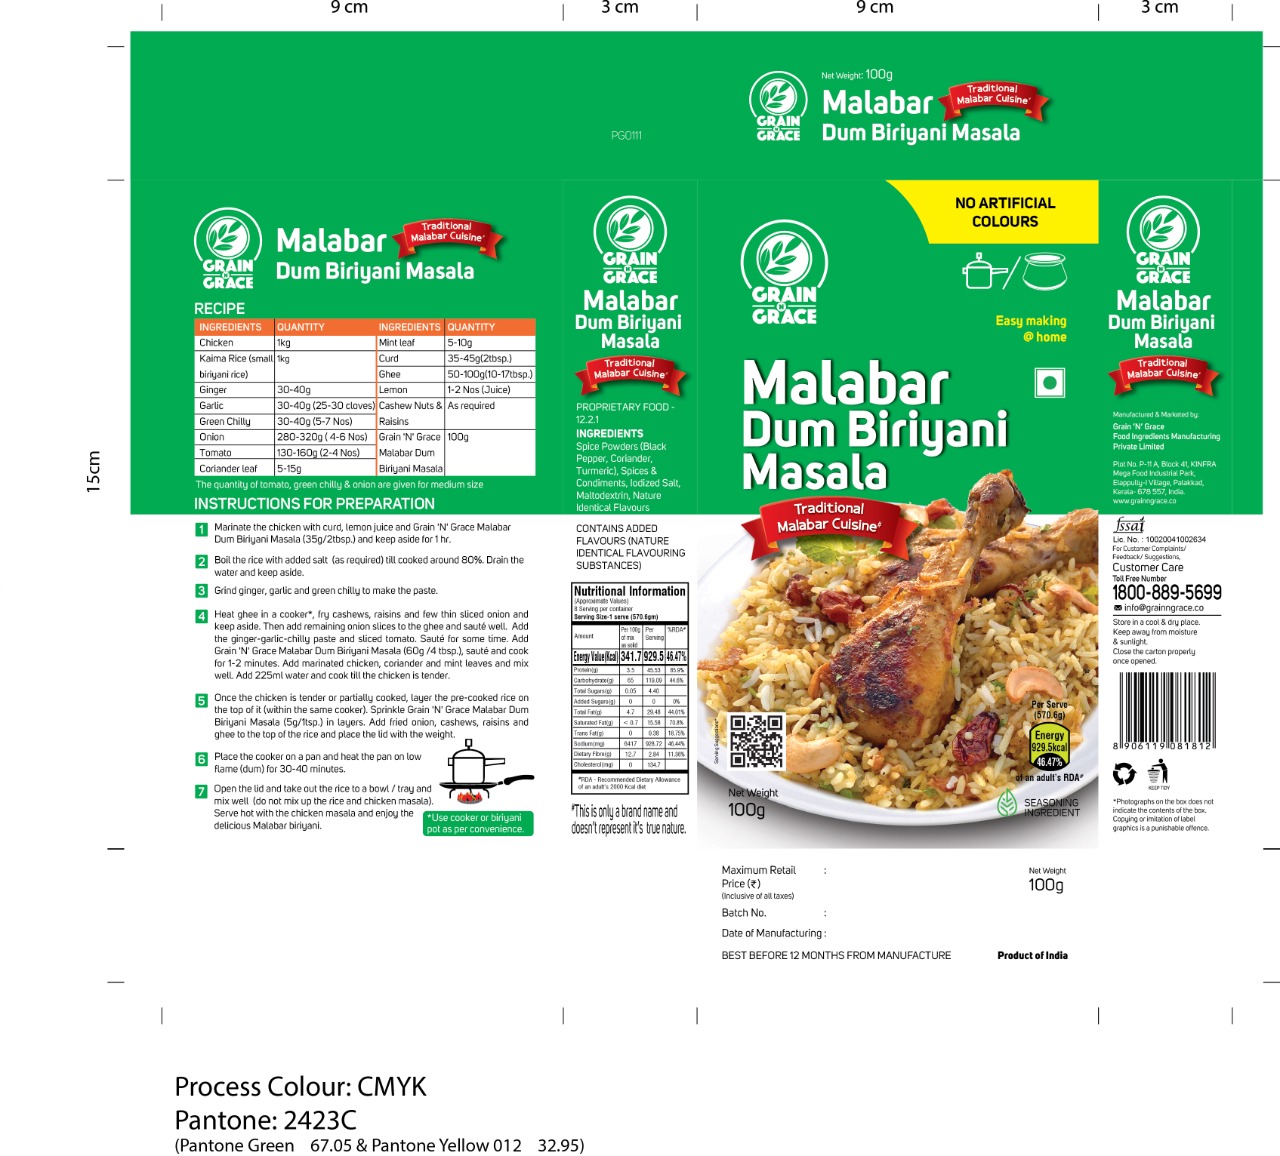 9 cm
3 cm
9 cm
3 cm
15cm
PG0111
GRAIN
N
GRACE
Net Weight: 100g
Malabar
Dum Biriyani Masala
Traditional
Malabar Cuisine#
GRAIN
N
GRACE
Malabar
Dum Biriyani Masala
Traditional
Malabar Cuisine#
RECIPE
INGREDIENTS QUANTITY INGREDIENTS QUANTITY
Chicken 1kg Mint leaf 5-10g
Kaima Rice (small biriyani rice) 1kg Curd 35-45g(2tbsp.)
Ghee 50-100g(10-17tbsp.)
Ginger 30-40g Lemon 1-2 Nos (Juice)
Garlic 30-40g (25-30 cloves) Cashew Nuts & Raisins As required
Green Chilly 30-40g (5-7 Nos)
Onion 280-320g ( 4-6 Nos) Grain 'N' Grace Malabar Dum Biriyani Masala 100g
Tomato 130-160g (2-4 Nos)
Coriander leaf 5-15g
The quantity of tomato, green chilly & onion are given for medium size
INSTRUCTIONS FOR PREPARATION
1 Marinate the chicken with curd, lemon juice and Grain 'N' Grace Malabar
Dum Biriyani Masala (35g/2tbsp.) and keep aside for 1 hr.
2 Boil the rice with added salt (as required) till cooked around 80%. Drain the
water and keep aside.
3 Grind ginger, garlic and green chilly to make the paste.
4 Heat ghee in a cooker*, fry cashews, raisins and few thin sliced onion and
keep aside. Then add remaining onion slices to the ghee and sauté well. Add
the ginger-garlic-chilly paste and sliced tomato. Sauté for some time. Add
Grain 'N' Grace Malabar Dum Biriyani Masala (60g /4 tbsp.), sauté and cook
for 1-2 minutes. Add marinated chicken, coriander and mint leaves and mix
well. Add 225ml water and cook till the chicken is tender.
5 Once the chicken is tender or partially cooked, layer the pre-cooked rice on
the top of it (within the same cooker). Sprinkle Grain 'N' Grace Malabar Dum
Biriyani Masala (5g/1tsp.) in layers. Add fried onion, cashews, raisins and
ghee to the top of the rice and place the lid with the weight.
6 Place the cooker on a pan and heat the pan on low
flame (dum) for 30-40 minutes.
7 Open the lid and take out the rice to a bowl / tray and
mix well (do not mix up the rice and chicken masala).
Serve hot with the chicken masala and enjoy the
delicious Malabar biriyani.
*Use cooker or biriyani
pot as per convenience.
GRAIN
N
GRACE
Malabar
Dum Biriyani
Masala
Traditional
Malabar Cuisine#
PROPRIETARY FOOD -
12.2.1
INGREDIENTS
Spice Powders (Black
Pepper, Coriander,
Turmeric), Spices &
Condiments, Iodized Salt,
Maltodextrin, Nature
Identical Flavours
CONTAINS ADDED
FLAVOURS (NATURE
IDENTICAL FLAVOURING
SUBSTANCES)
Nutritional Information
(Approximate Values)
8 Serving per container
Serving Size-1 serve (570.6gm)
Amount Per 100g of mix as sold Per Serving %RDA#
Energy Value(Kcal) 341.7 929.5 46.47%
Protein(g) 3.5 45.53 85.9%
Carbohydrate(g) 65 119.09 44.6%
Total Sugars(g) 0.05 4.40
Added Sugars(g) 0 0 0%
Total Fat(g) 4.7 29.48 44.01%
Saturated Fat(g) < 0.7 15.58 70.8%
Trans Fat(g) 0 0.38 18.75%
Sodium(mg) 6417 928.72 46.44%
Dietary Fibre(g) 12.7 2.84 11.36%
Cholesterol(mg) 0 134.7
#RDA - Recommended Dietary Allowance
of an adult's 2000 Kcal diet
#This is only a brand name and
doesn't represent it's true nature.
NO ARTIFICIAL
COLOURS
GRAIN
N
GRACE
Easy making
@ home
Malabar
Dum Biriyani
Masala
Traditional
Malabar Cuisine#
Serving Suggestions*
Per Serve
(570.6g)
Energy
929.5kcal
46.47%
of an adult's RDA#
Net Weight
100g
SEASONING
INGREDIENT
Maximum Retail :
Price (₹)
(Inclusive of all taxes)
Net Weight
100g
Batch No. :
Date of Manufacturing :
BEST BEFORE 12 MONTHS FROM MANUFACTURE
Product of India
GRAIN
N
GRACE
Malabar
Dum Biriyani
Masala
Traditional
Malabar Cuisine#
Manufactured & Marketed by:
Grain 'N' Grace
Food Ingredients Manufacturing
Private Limited
Plot No. P-11 A, Block 41, KINFRA
Mega Food Industrial Park,
Elappully-I Village, Palakkad,
Kerala- 678 557, India.
www.grainngrace.co
fssai
Lic. No. : 10020041002634
For Customer Complaints/
Feedback/ Suggestions,
Customer Care
Toll Free Number
1800-889-5699
info@grainngrace.co
Store in a cool & dry place.
Keep away from moisture
& sunlight.
Close the carton properly
once opened.
8 906119 081812
KEEP TIDY
*Photographs on the box does not
indicate the contents of the box.
Copying or imitation of label
graphics is a punishable offence.
Process Colour: CMYK
Pantone: 2423C
(Pantone Green 67.05 & Pantone Yellow 012 32.95)